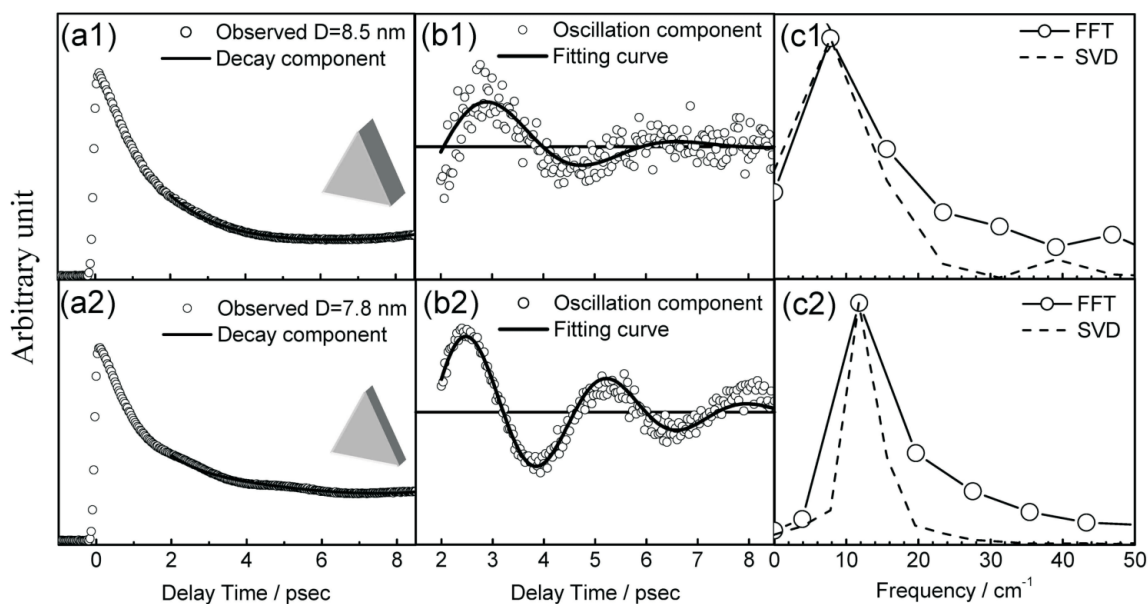 (a1)
Observed D=8.5 nm
Decay component
(b1)
Oscillation component
Fitting curve
(c1)
FFT
SVD
(a2)
Observed D=7.8 nm
Decay component
(b2)
Oscillation component
Fitting curve
(c2)
FFT
SVD
Arbitrary unit
0 2 4 6 8
2 3 4 5 6 7 8
0 10 20 30 40 50
Delay Time / psec
Delay Time / psec
Frequency / cm⁻¹